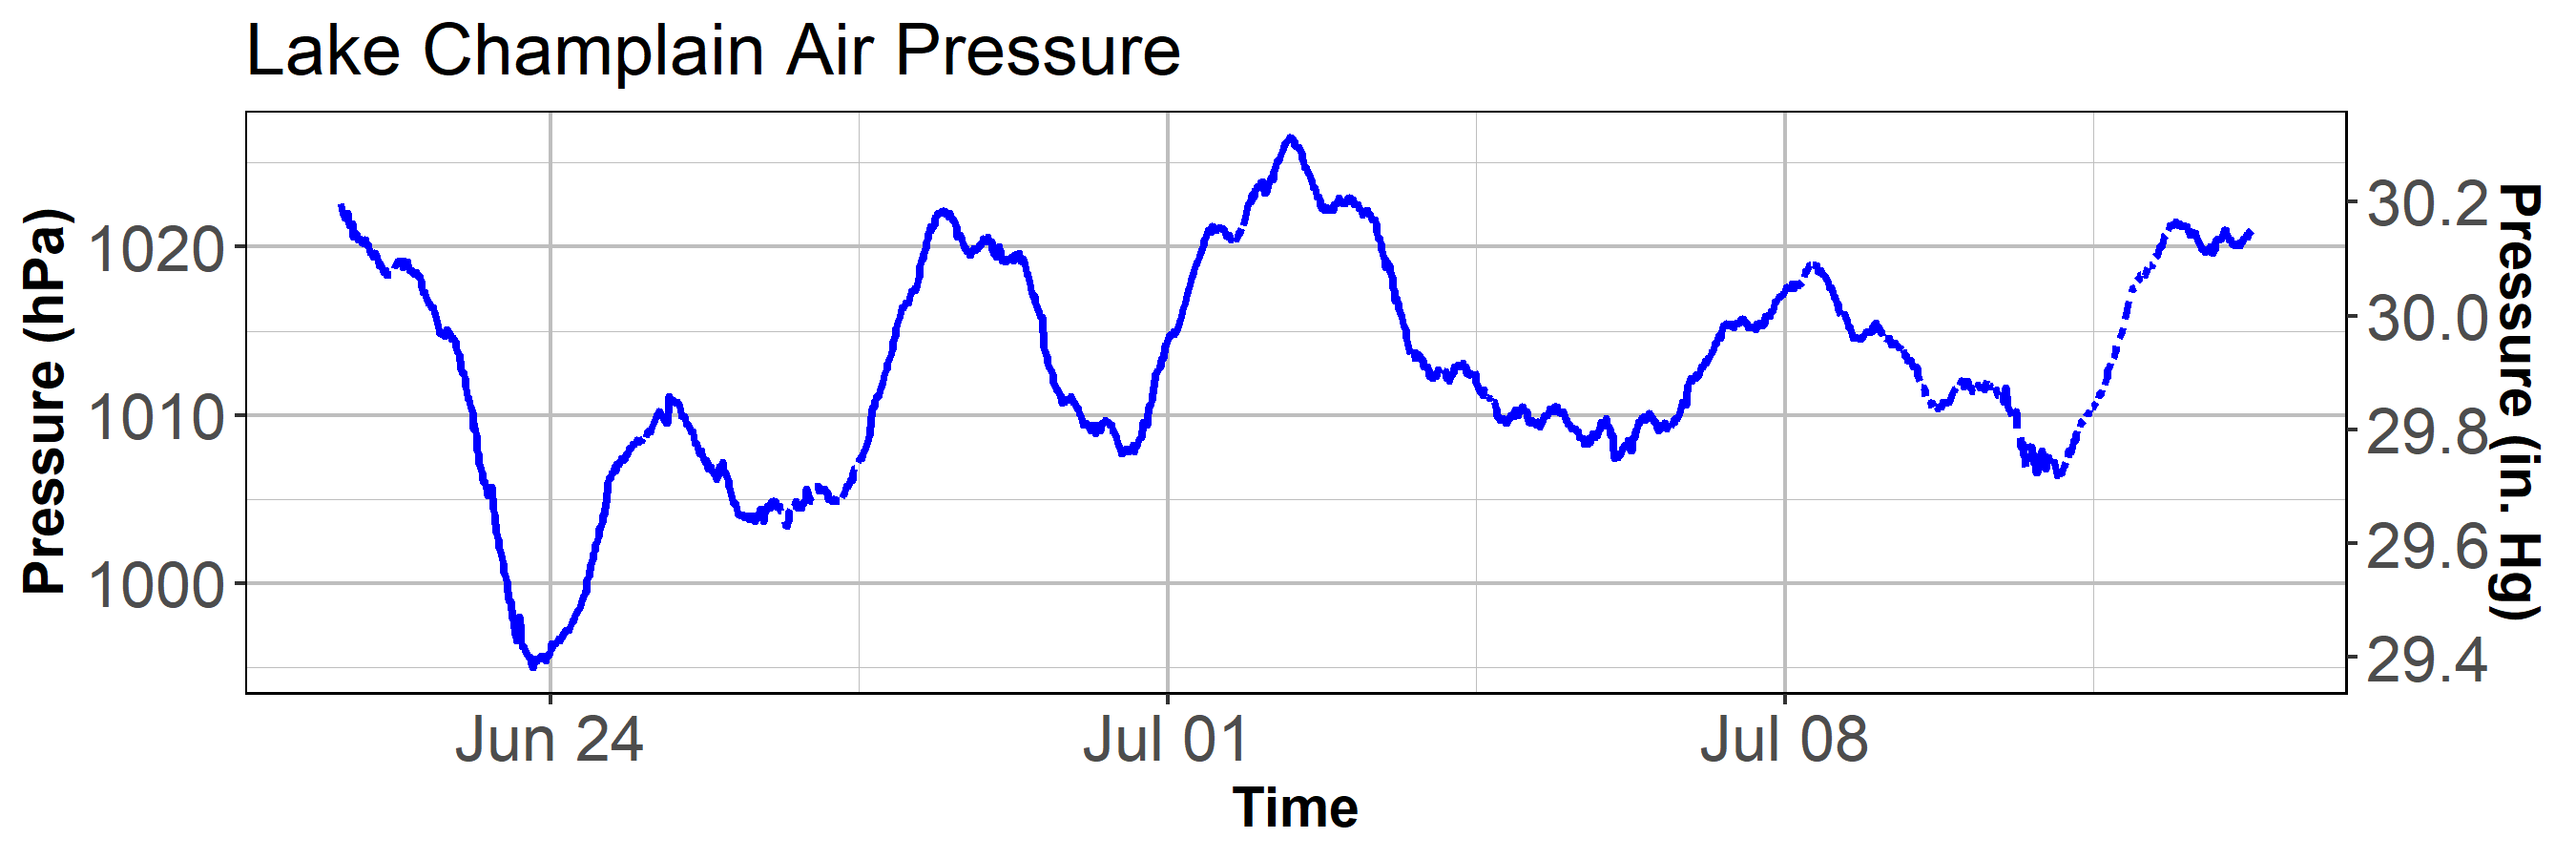 Lake Champlain Air Pressure
Pressure (hPa)
1020
1010
1000
30.2
30.0
29.8
29.6
29.4
Pressure (in. Hg)
Jun 24
Jul 01
Jul 08
Time